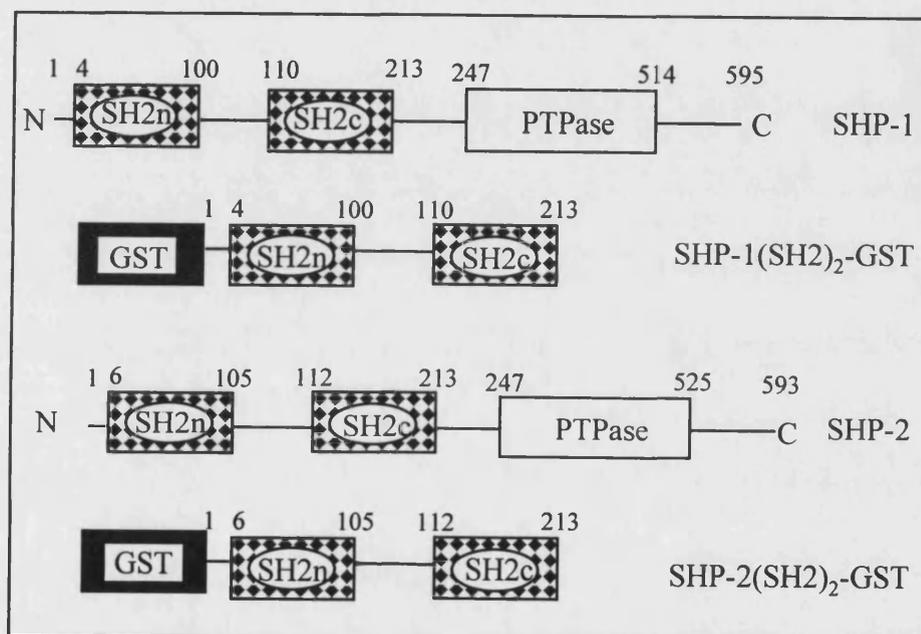 1 4 100 110 213 247 514 595
N SH2n SH2c PTPase C SHP-1
1 4 100 110 213
GST SH2n SH2c SHP-1(SH2)₂-GST
1 6 105 112 213 247 525 593
N SH2n SH2c PTPase C SHP-2
1 6 105 112 213
GST SH2n SH2c SHP-2(SH2)₂-GST